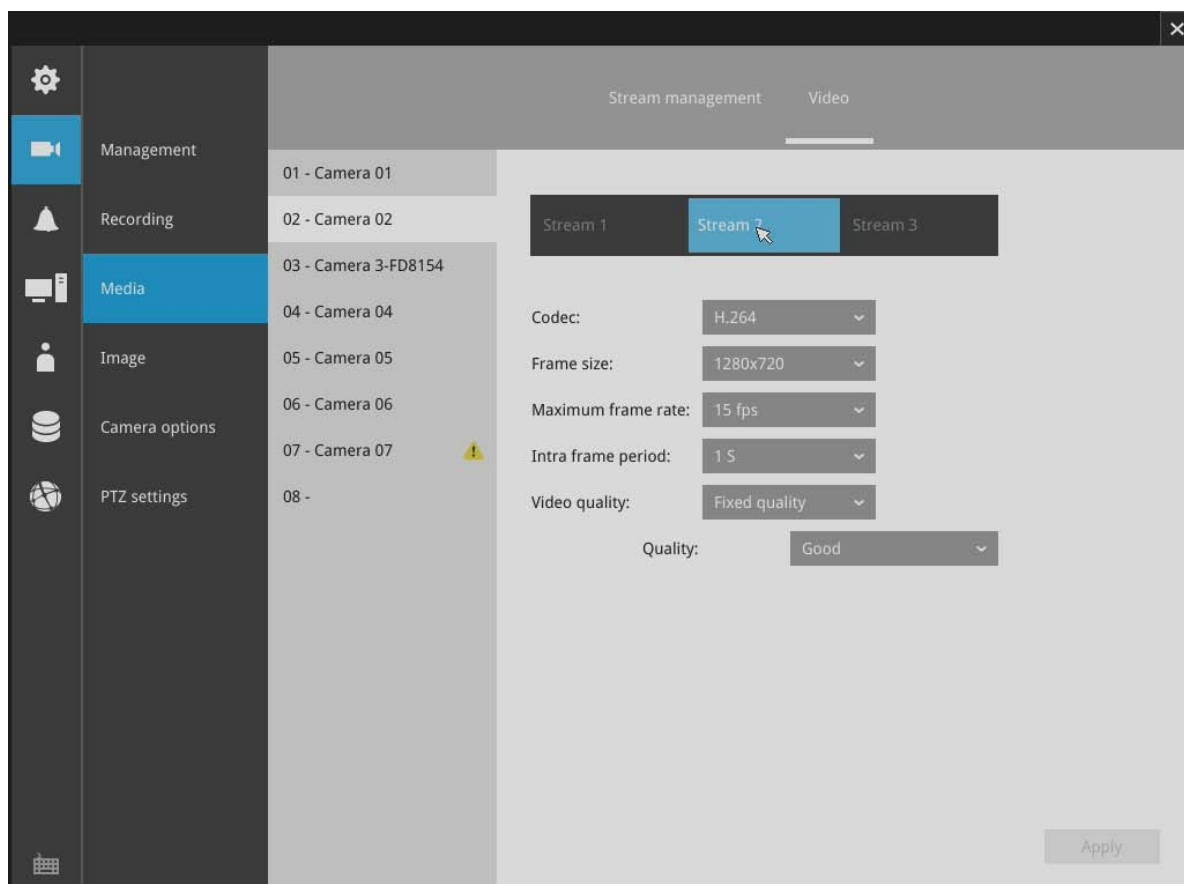 Stream management
Video
Management
Recording
Media
Image
Camera options
PTZ settings
01 - Camera 01
02 - Camera 02
03 - Camera 3-FD8154
04 - Camera 04
05 - Camera 05
06 - Camera 06
07 - Camera 07
08 -
Stream 1
Stream 2
Stream 3
Codec: H.264
Frame size: 1280x720
Maximum frame rate: 15 fps
Intra frame period: 1 S
Video quality: Fixed quality
Quality: Good
Apply